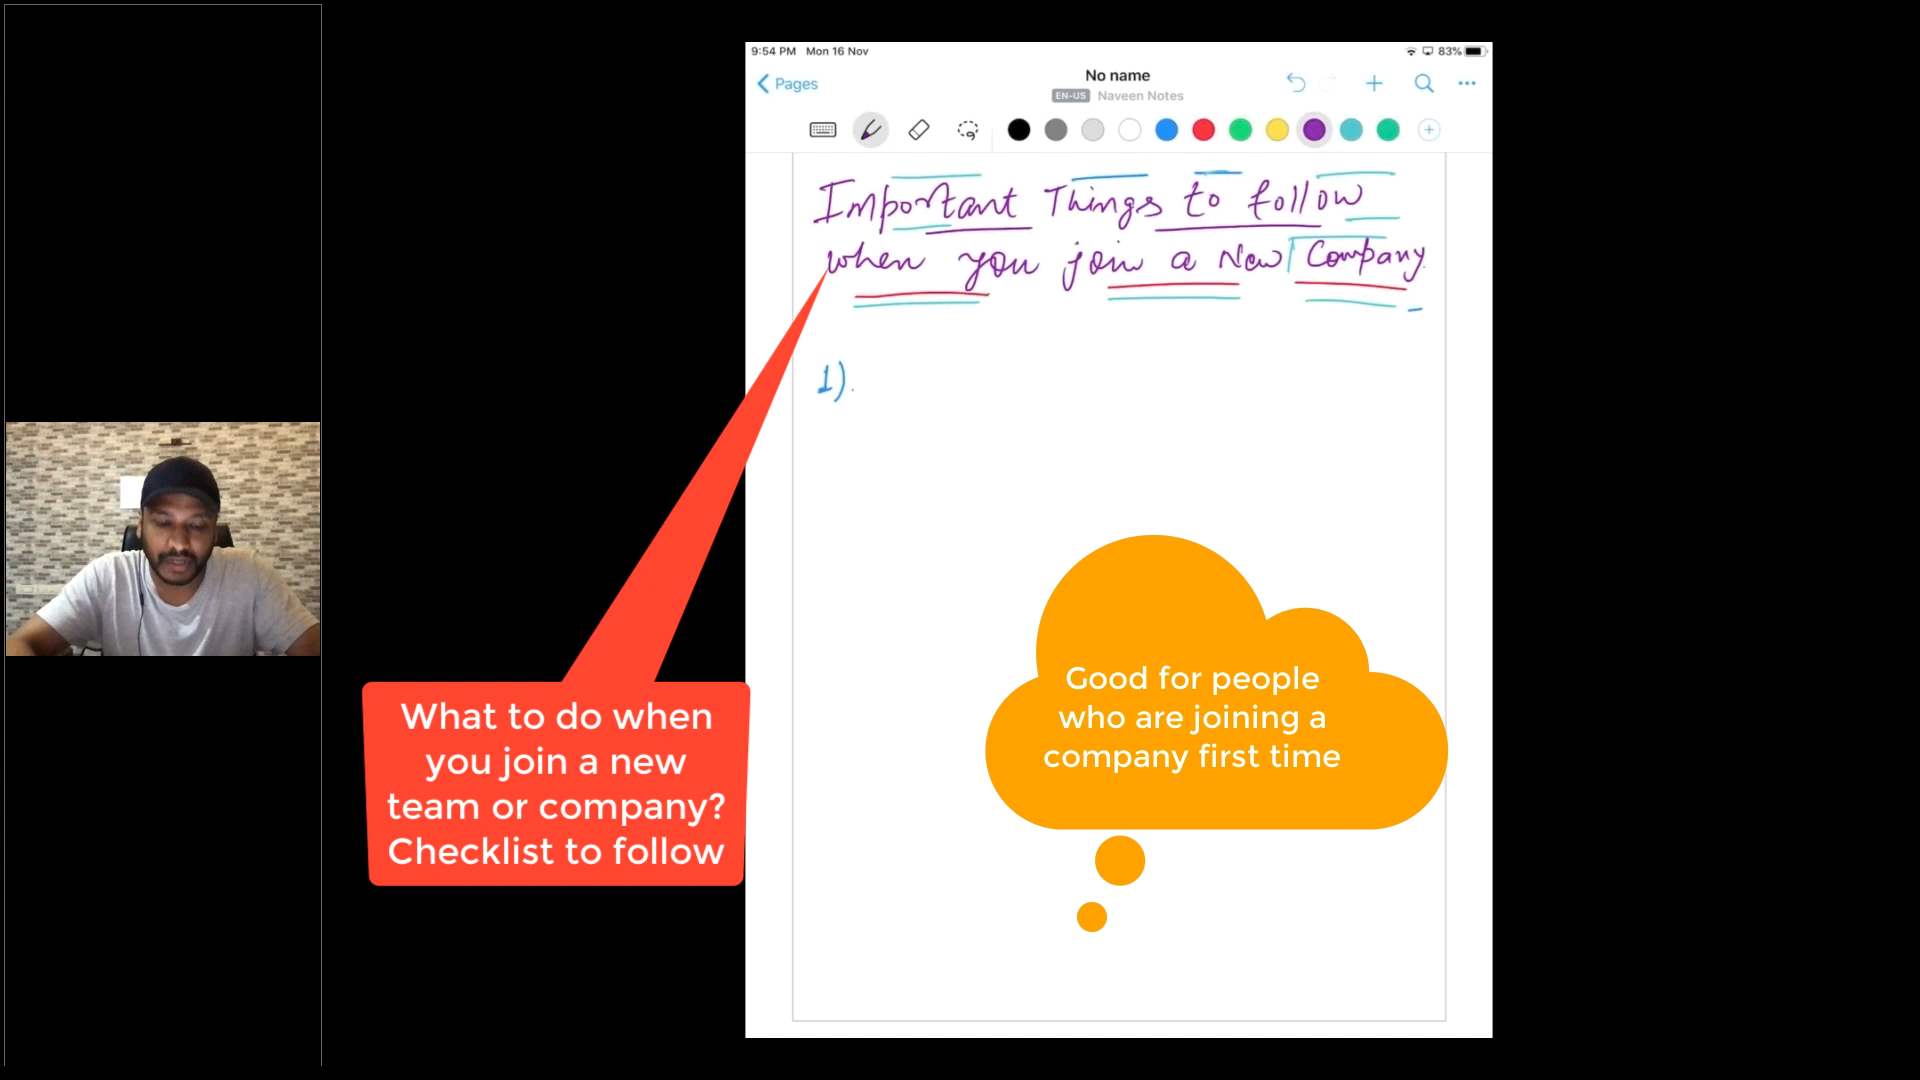 9:54 PM Mon 16 Nov
83%
Pages
No name
EN-US Naveen Notes
Important Things to follow
when you join a New Company.
1).
What to do when
you join a new
team or company?
Checklist to follow
Good for people
who are joining a
company first time